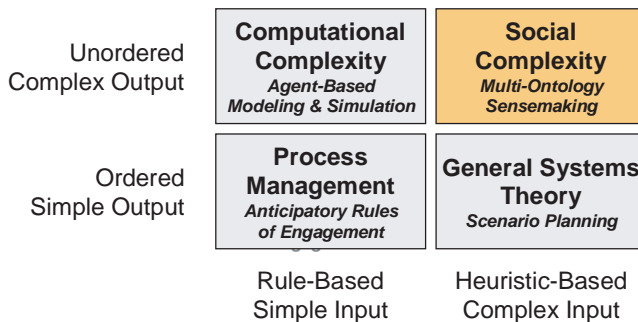 Unordered
Complex Output
Computational
Complexity
Agent-Based
Modeling & Simulation
Social
Complexity
Multi-Ontology
Sensemaking
Ordered
Simple Output
Process
Management
Anticipatory Rules
of Engagement
General Systems
Theory
Scenario Planning
Rule-Based
Simple Input
Heuristic-Based
Complex Input